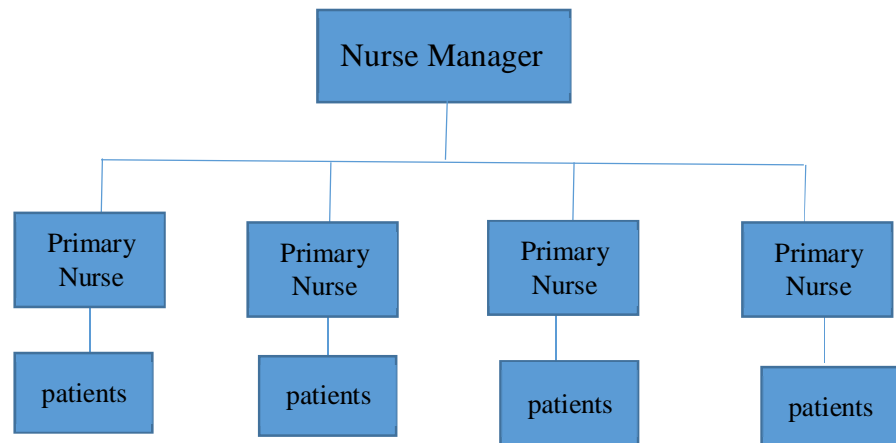 Nurse Manager
Primary
Nurse
Primary
Nurse
Primary
Nurse
Primary
Nurse
patients
patients
patients
patients